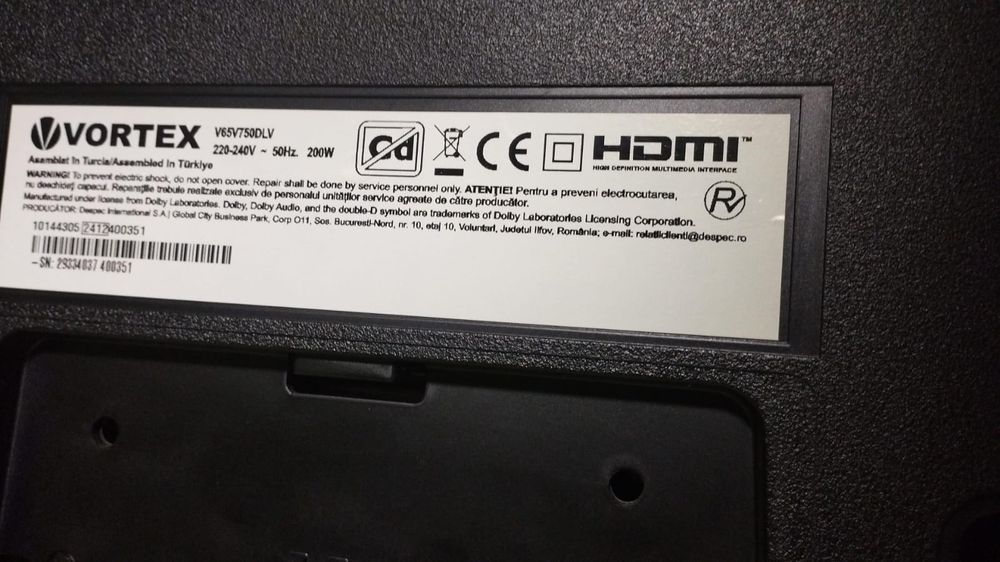 VORTEX V65V750DLV
220-240V ~ 50Hz. 200W
Asamblat în Turcia/Assembled in Türkiye
Cd
CE
HDMI™
HIGH DEFINITION MULTIMEDIA INTERFACE
WARNING! To prevent electric shock, do not open cover. Repair shall be done by service personnel only. ATENȚIE! Pentru a preveni electrocutarea,
nu deschideți capacul. Reparațiile trebuie realizate exclusiv de personalul unităților service agreate de către producător.
Manufactured under license from Dolby Laboratories. Dolby, Dolby Audio, and the double-D symbol are trademarks of Dolby Laboratories Licensing Corporation.
PRODUCĂTOR: Despec International S.A.| Global City Business Park, Corp O11, Sos. Bucuresti-Nord, nr. 10, etaj 10, Voluntari, Judetul Ilfov, România; e-mail: relatiiclienti@despec.ro
10144305 2412400351
-SN: 29334037 400351